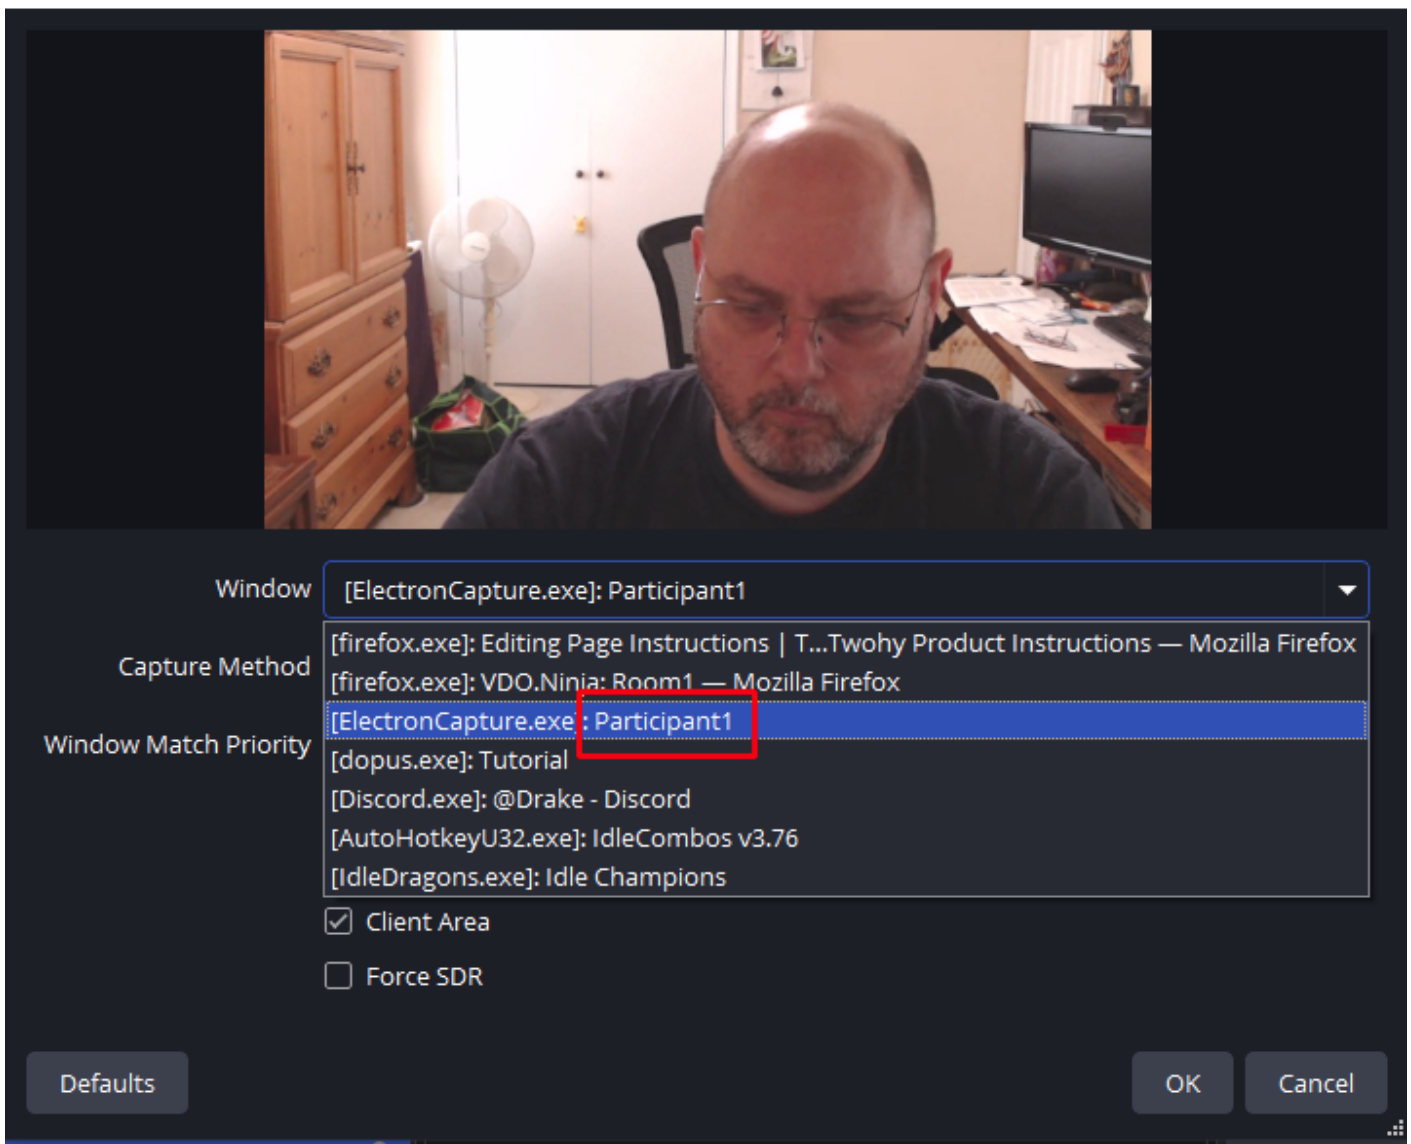 Window
[ElectronCapture.exe]: Participant1
[firefox.exe]: Editing Page Instructions | T...Twohy Product Instructions — Mozilla Firefox
Capture Method
[firefox.exe]: VDO.Ninja: Room1 — Mozilla Firefox
[ElectronCapture.exe]: Participant1
Window Match Priority
[dopus.exe]: Tutorial
[Discord.exe]: @Drake - Discord
[AutoHotkeyU32.exe]: IdleCombos v3.76
[IdleDragons.exe]: Idle Champions
Client Area
Force SDR
Defaults
OK
Cancel